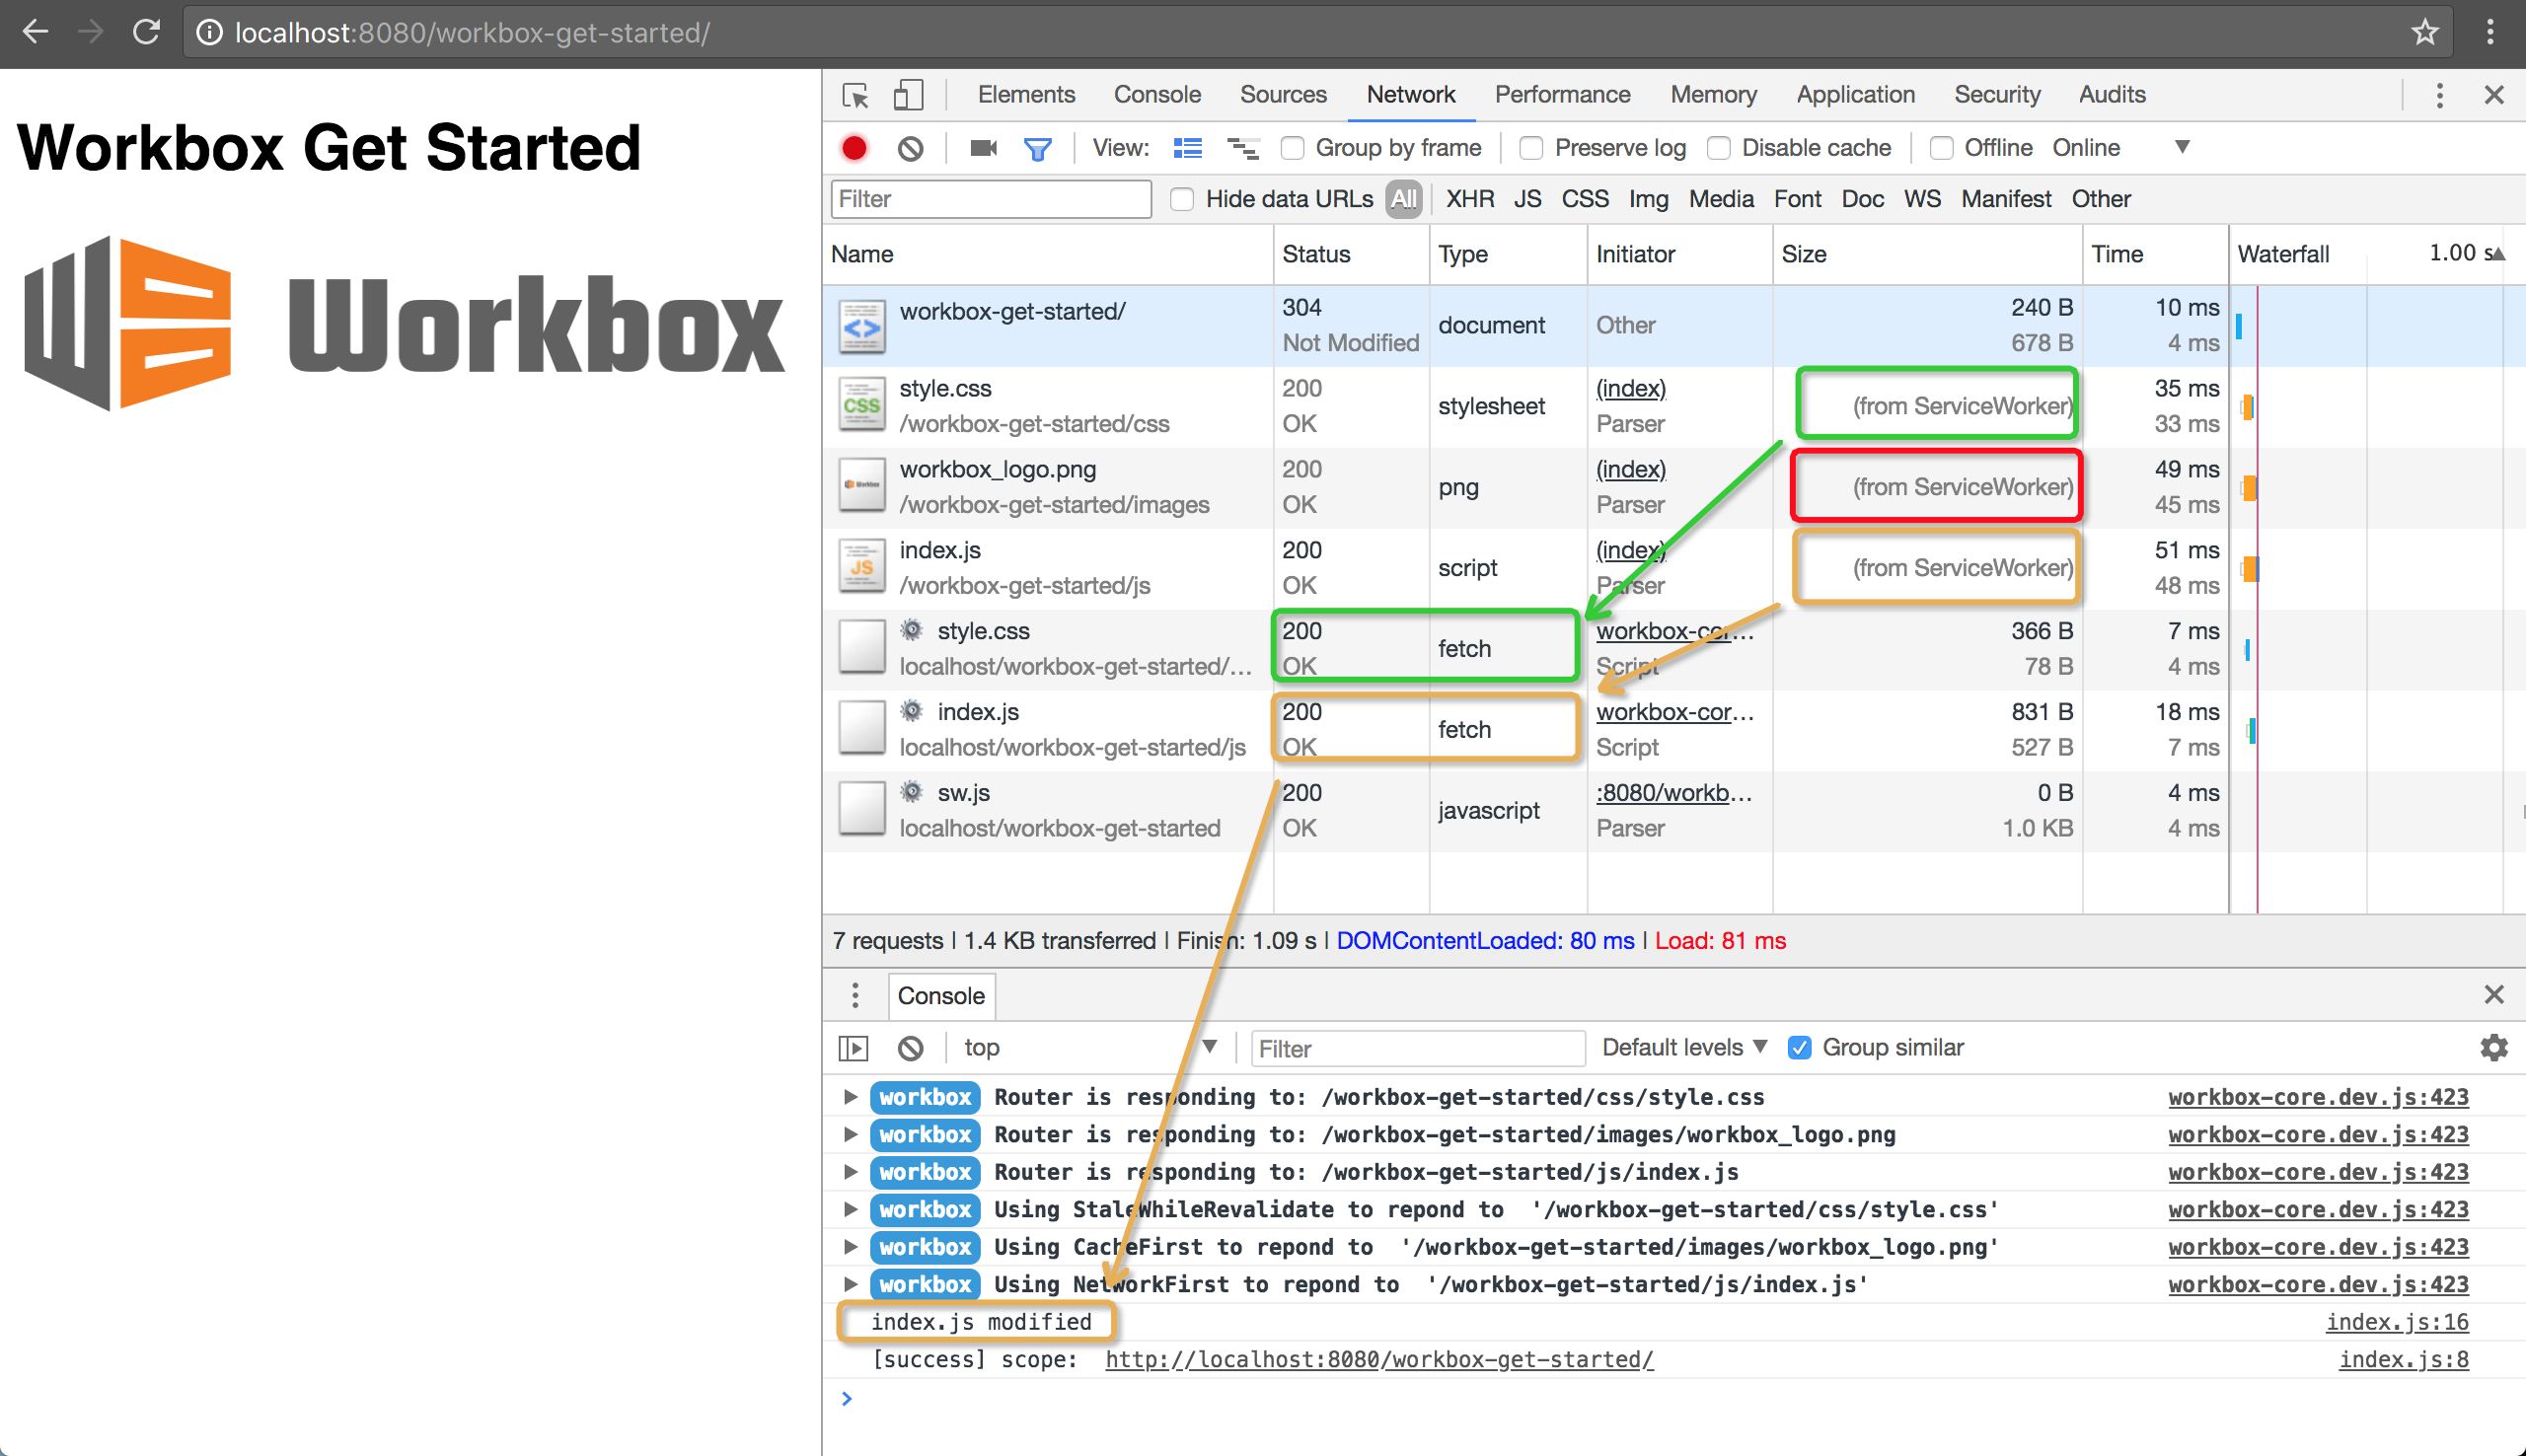 localhost:8080/workbox-get-started/
Workbox Get Started
Workbox
Elements Console Sources Network Performance Memory Application Security Audits
View: Group by frame Preserve log Disable cache Offline Online
Filter Hide data URLs All XHR JS CSS Img Media Font Doc WS Manifest Other
Name Status Type Initiator Size Time Waterfall 1.00 s
workbox-get-started/ 304 document Other 240 B 10 ms
Not Modified 678 B 4 ms
style.css 200 stylesheet (index) (from ServiceWorker) 35 ms
/workbox-get-started/css OK Parser 33 ms
workbox_logo.png 200 png (index) (from ServiceWorker) 49 ms
/workbox-get-started/images OK Parser 45 ms
index.js 200 script (index) (from ServiceWorker) 51 ms
/workbox-get-started/js OK Parser 48 ms
style.css 200 fetch workbox-cor… 366 B 7 ms
localhost/workbox-get-started/… OK Script 78 B 4 ms
index.js 200 fetch workbox-cor… 831 B 18 ms
localhost/workbox-get-started/js OK Script 527 B 7 ms
sw.js 200 javascript :8080/workb… 0 B 4 ms
localhost/workbox-get-started OK Parser 1.0 KB 4 ms
7 requests | 1.4 KB transferred | Finish: 1.09 s | DOMContentLoaded: 80 ms | Load: 81 ms
Console
top Filter Default levels Group similar
workbox Router is responding to: /workbox-get-started/css/style.css workbox-core.dev.js:423
workbox Router is responding to: /workbox-get-started/images/workbox_logo.png workbox-core.dev.js:423
workbox Router is responding to: /workbox-get-started/js/index.js workbox-core.dev.js:423
workbox Using StaleWhileRevalidate to repond to '/workbox-get-started/css/style.css' workbox-core.dev.js:423
workbox Using CacheFirst to repond to '/workbox-get-started/images/workbox_logo.png' workbox-core.dev.js:423
workbox Using NetworkFirst to repond to '/workbox-get-started/js/index.js' workbox-core.dev.js:423
index.js modified index.js:16
[success] scope: http://localhost:8080/workbox-get-started/ index.js:8